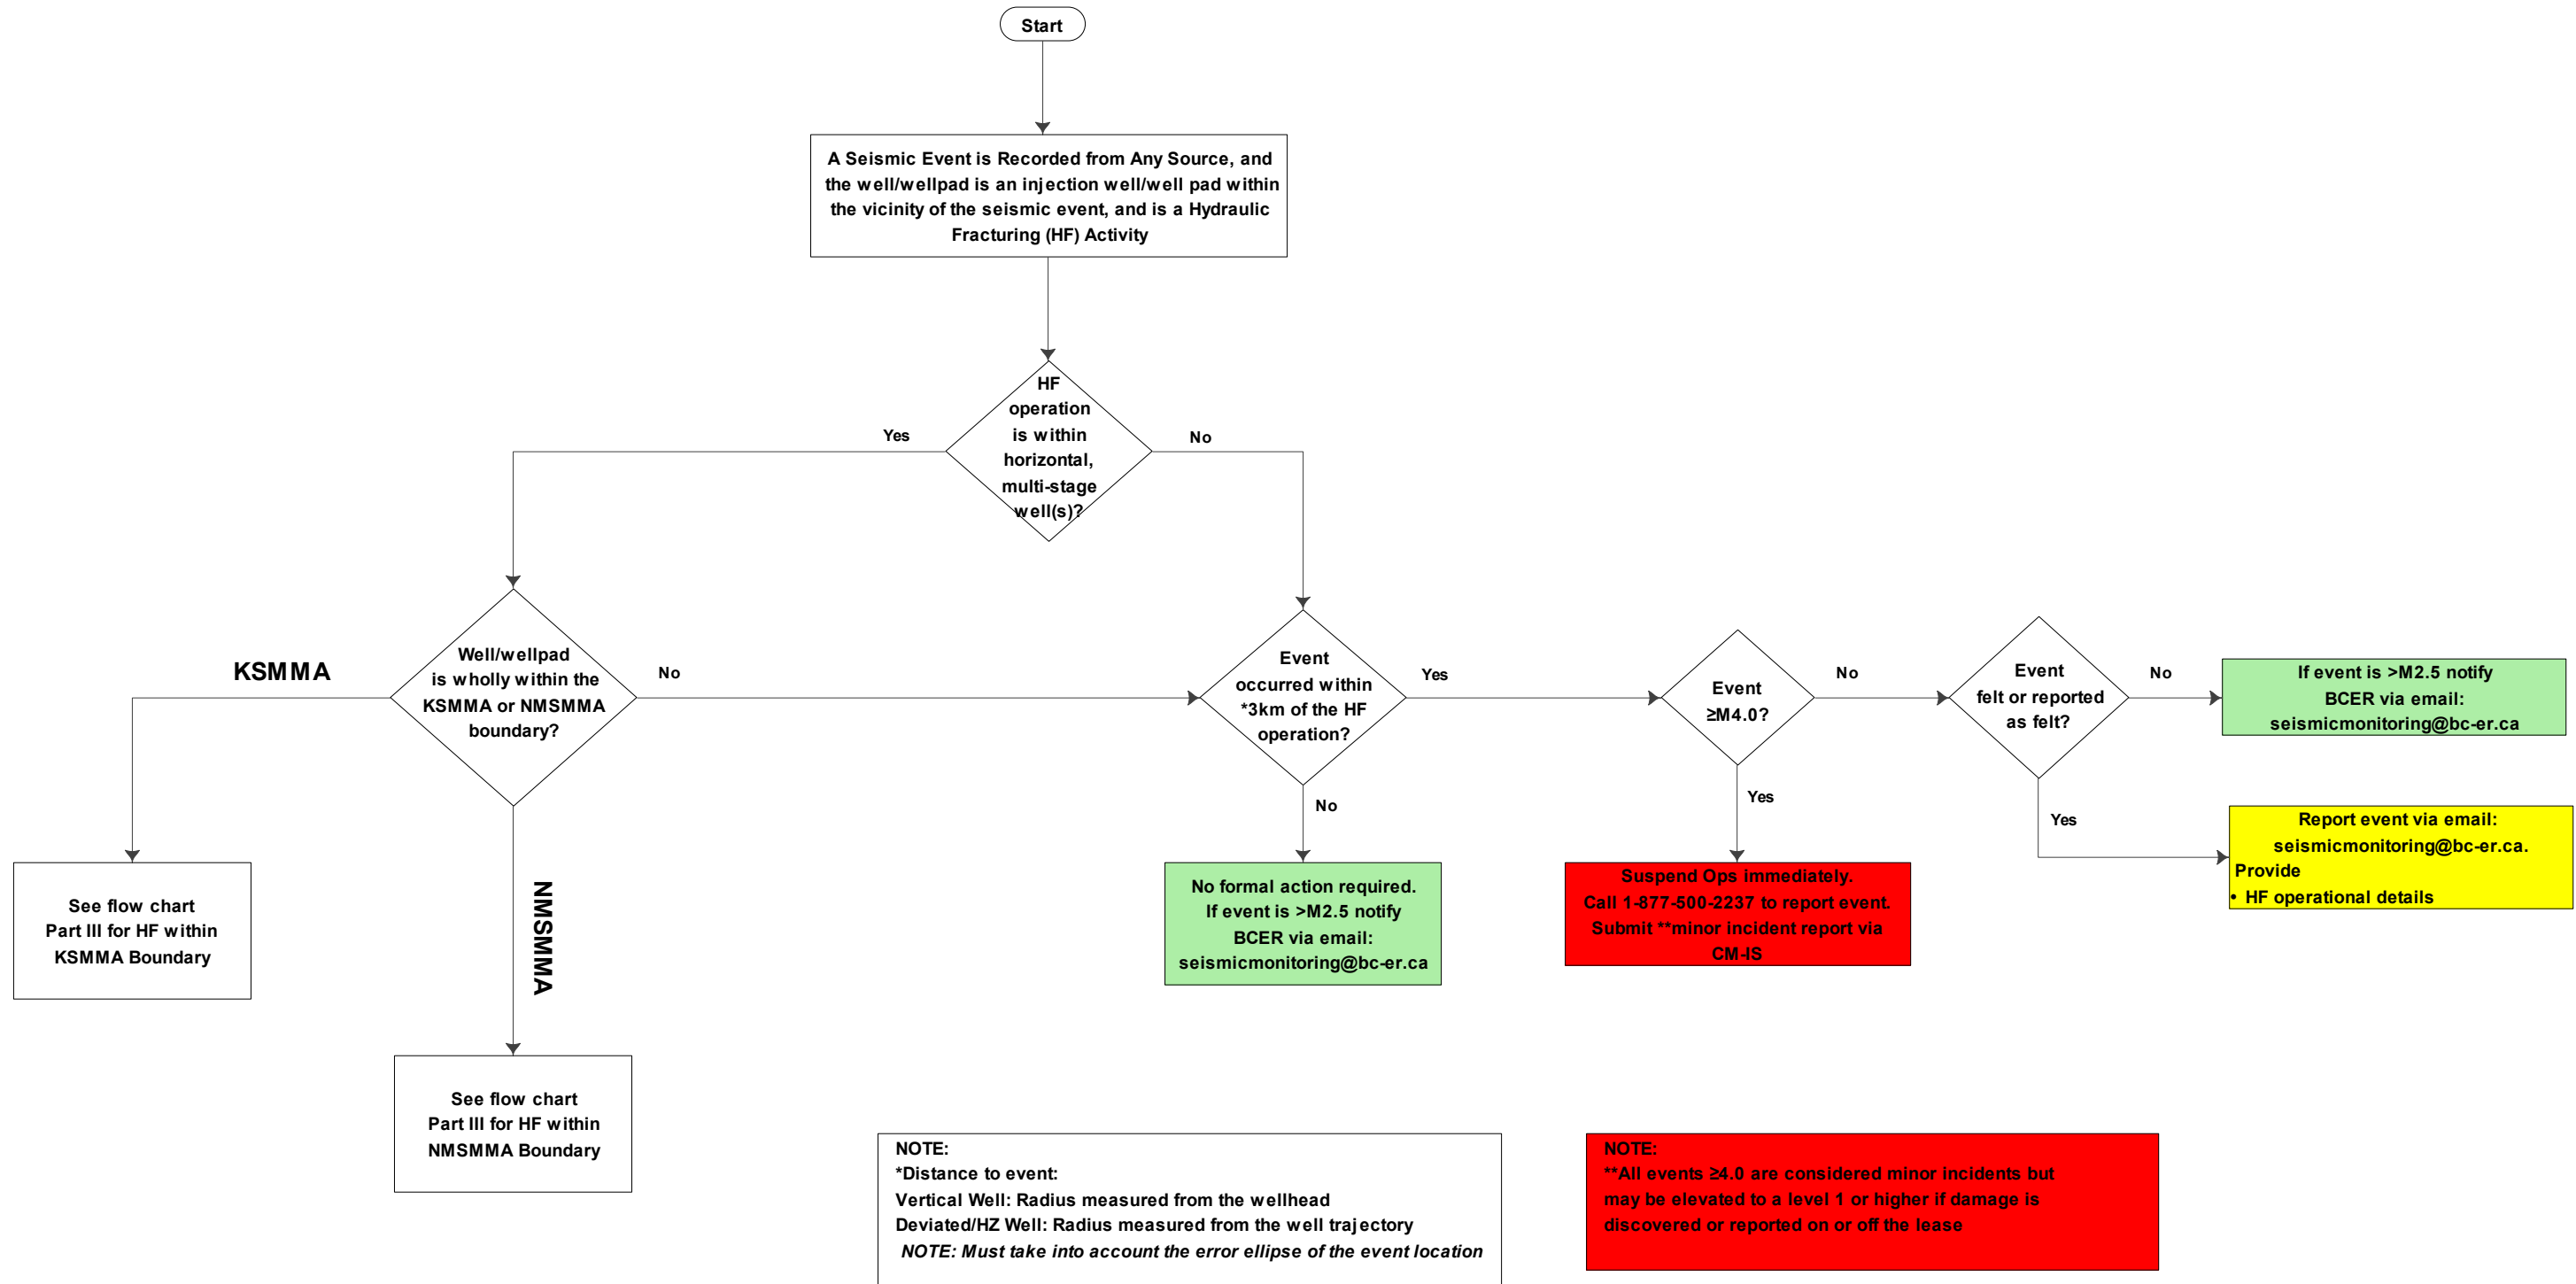 Start
A Seismic Event is Recorded from Any Source, and
the well/wellpad is an injection well/well pad within
the vicinity of the seismic event, and is a Hydraulic
Fracturing (HF) Activity
HF
operation
is within
horizontal,
multi-stage
well(s)?
Yes
No
Well/wellpad
is wholly within the
KSMMA or NMSMMA
boundary?
KSMMA
No
NMSMMA
See flow chart
Part III for HF within
KSMMA Boundary
See flow chart
Part III for HF within
NMSMMA Boundary
Event
occurred within
*3km of the HF
operation?
Yes
No
No formal action required.
If event is >M2.5 notify
BCER via email:
seismicmonitoring@bc-er.ca
Event
≥M4.0?
No
Yes
Suspend Ops immediately.
Call 1-877-500-2237 to report event.
Submit **minor incident report via
CM-IS
Event
felt or reported
as felt?
No
Yes
If event is >M2.5 notify
BCER via email:
seismicmonitoring@bc-er.ca
Report event via email:
seismicmonitoring@bc-er.ca.
Provide
• HF operational details
NOTE:
*Distance to event:
Vertical Well: Radius measured from the wellhead
Deviated/HZ Well: Radius measured from the well trajectory
NOTE: Must take into account the error ellipse of the event location
NOTE:
**All events ≥4.0 are considered minor incidents but
may be elevated to a level 1 or higher if damage is
discovered or reported on or off the lease